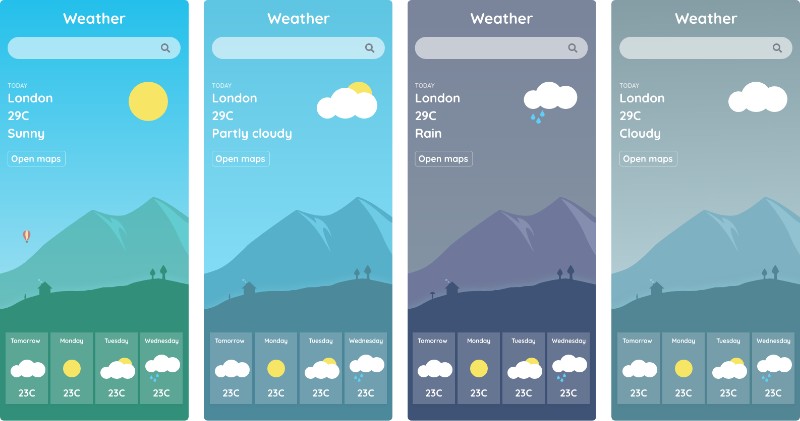 Weather
TODAY
London
29C
Sunny
Open maps
Tomorrow Monday Tuesday Wednesday
23C 23C 23C 23C
Weather
TODAY
London
29C
Partly cloudy
Open maps
Tomorrow Monday Tuesday Wednesday
23C 23C 23C 23C
Weather
TODAY
London
29C
Rain
Open maps
Tomorrow Monday Tuesday Wednesday
23C 23C 23C 23C
Weather
TODAY
London
29C
Cloudy
Open maps
Tomorrow Monday Tuesday Wednesday
23C 23C 23C 23C